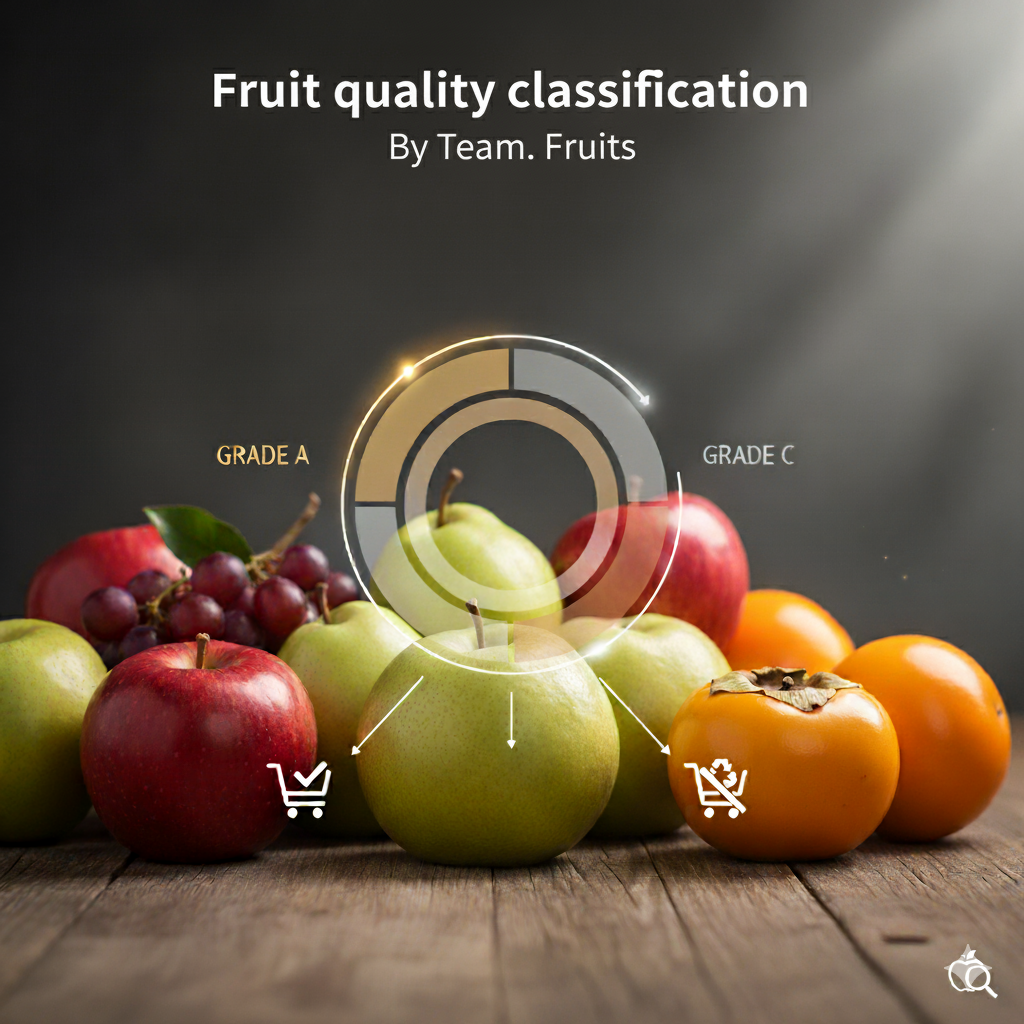 Fruit quality classification
By Team. Fruits
GRADE A
GRADE C